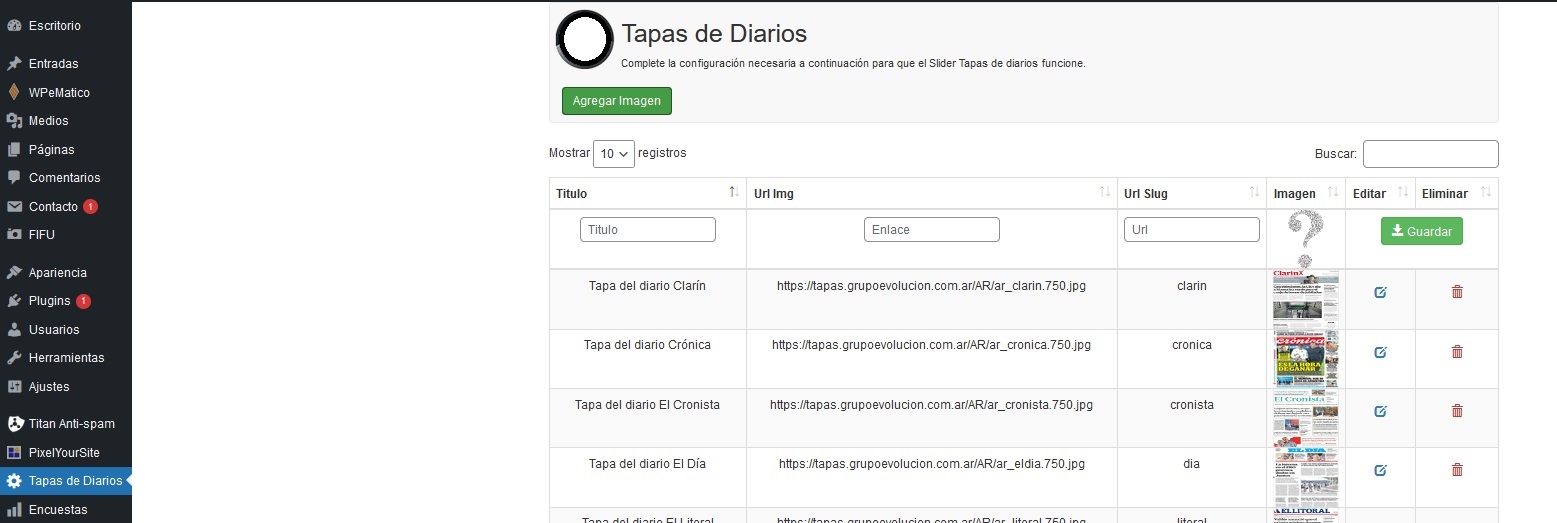 Escritorio
Entradas
WPeMatico
Medios
Páginas
Comentarios
Contacto 1
FIFU
Apariencia
Plugins 1
Usuarios
Herramientas
Ajustes
Titan Anti-spam
PixelYourSite
Tapas de Diarios
Encuestas
Tapas de Diarios
Complete la configuración necesaria a continuación para que el Slider Tapas de diarios funcione.
Agregar Imagen
Mostrar 10 registros
Buscar:
Titulo Url Img Url Slug Imagen Editar Eliminar
Titulo Enlace Url ? Guardar
Tapa del diario Clarín https://tapas.grupoevolucion.com.ar/AR/ar_clarin.750.jpg clarin
Clarín
Tapa del diario Crónica https://tapas.grupoevolucion.com.ar/AR/ar_cronica.750.jpg cronica
Crónica
ES LA HORA
DE GANAR
Tapa del diario El Cronista https://tapas.grupoevolucion.com.ar/AR/ar_cronista.750.jpg cronista
El Cronista
Tapa del diario El Día https://tapas.grupoevolucion.com.ar/AR/ar_eldia.750.jpg dia
EL DIA
Tapa del diario El Litoral https://tapas.grupoevolucion.com.ar/AR/ar_litoral.750.jpg litoral
EL LITORAL